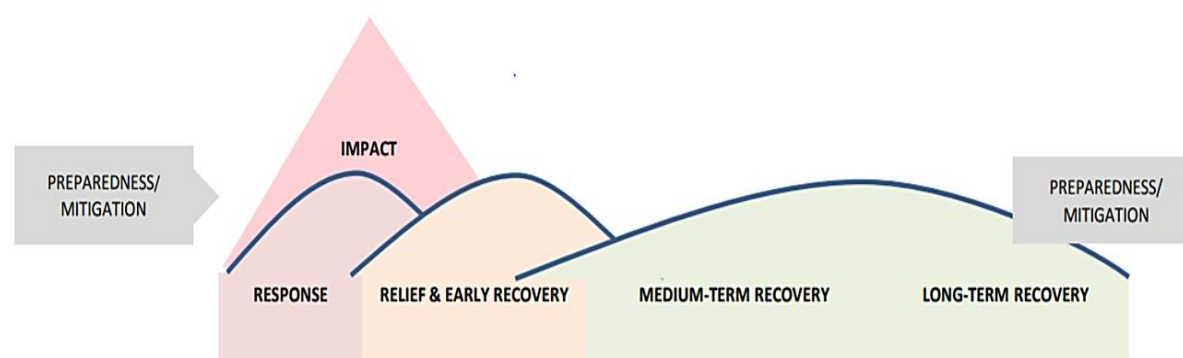 IMPACT
PREPAREDNESS/
MITIGATION
PREPAREDNESS/
MITIGATION
RESPONSE
RELIEF & EARLY RECOVERY
MEDIUM-TERM RECOVERY
LONG-TERM RECOVERY